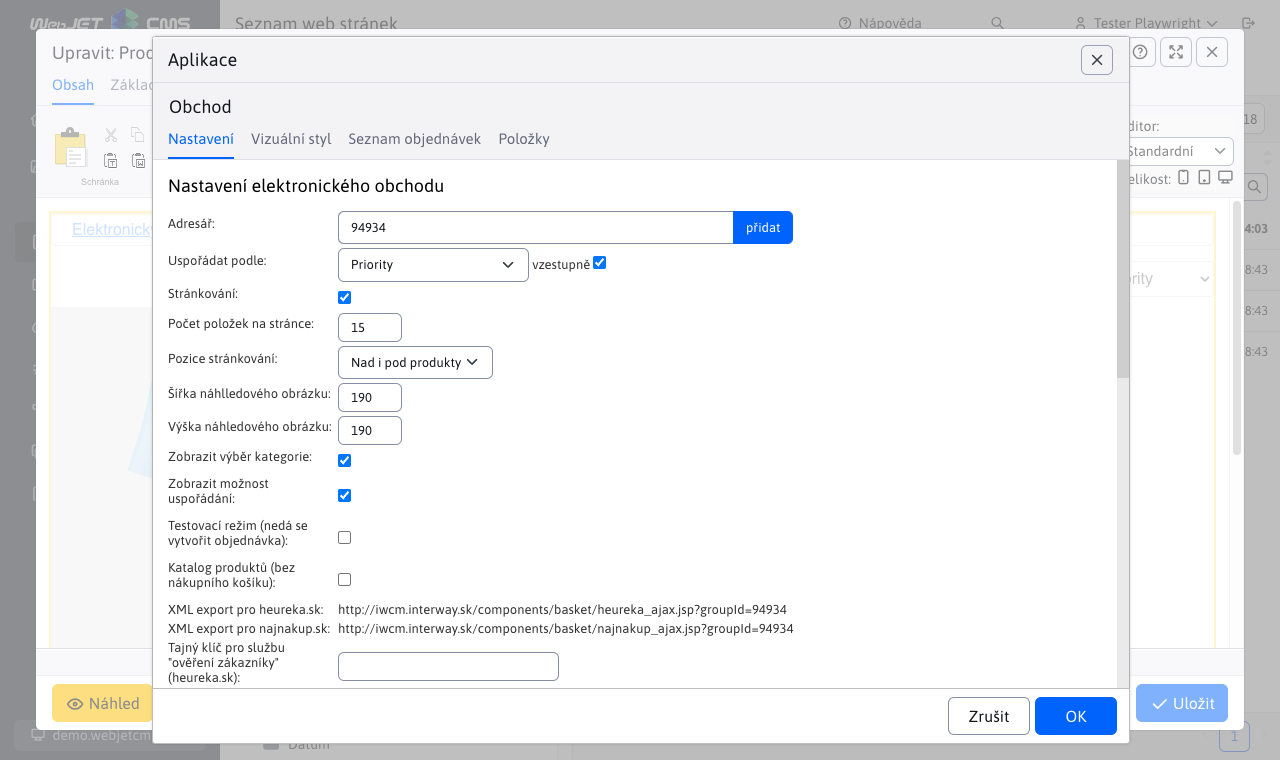 WebJET CMS
Seznam web stránek
Nápověda
Tester Playwright
Upravit: Prod
Aplikace
Obchod
Obsah
Základ
Nastavení
Vizuální styl
Seznam objednávek
Položky
Schránka
ditor:
Standardní
elikost:
18
Elektronický
4:03
ority
8:43
8:43
8:43
Nastavení elektronického obchodu
Adresář:
94934
přidat
Uspořádat podle:
Priority
vzestupně
Stránkování:
Počet položek na stránce:
15
Pozice stránkování:
Nad i pod produkty
Šířka náhlledového obrázku:
190
Výška náhledového obrázku:
190
Zobrazit výběr kategorie:
Zobrazit možnost
uspořádání:
Testovací režim (nedá se
vytvořit objednávka):
Katalog produktů (bez
nákupního košíku):
XML export pro heureka.sk:
http://iwcm.interway.sk/components/basket/heureka_ajax.jsp?groupId=94934
XML export pro najnakup.sk:
http://iwcm.interway.sk/components/basket/najnakup_ajax.jsp?groupId=94934
Tajný klíč pro službu
"ověření zákazníky"
(heureka.sk):
Náhled
Zrušit
OK
Uložit
demo.webjetcm
Datum
1